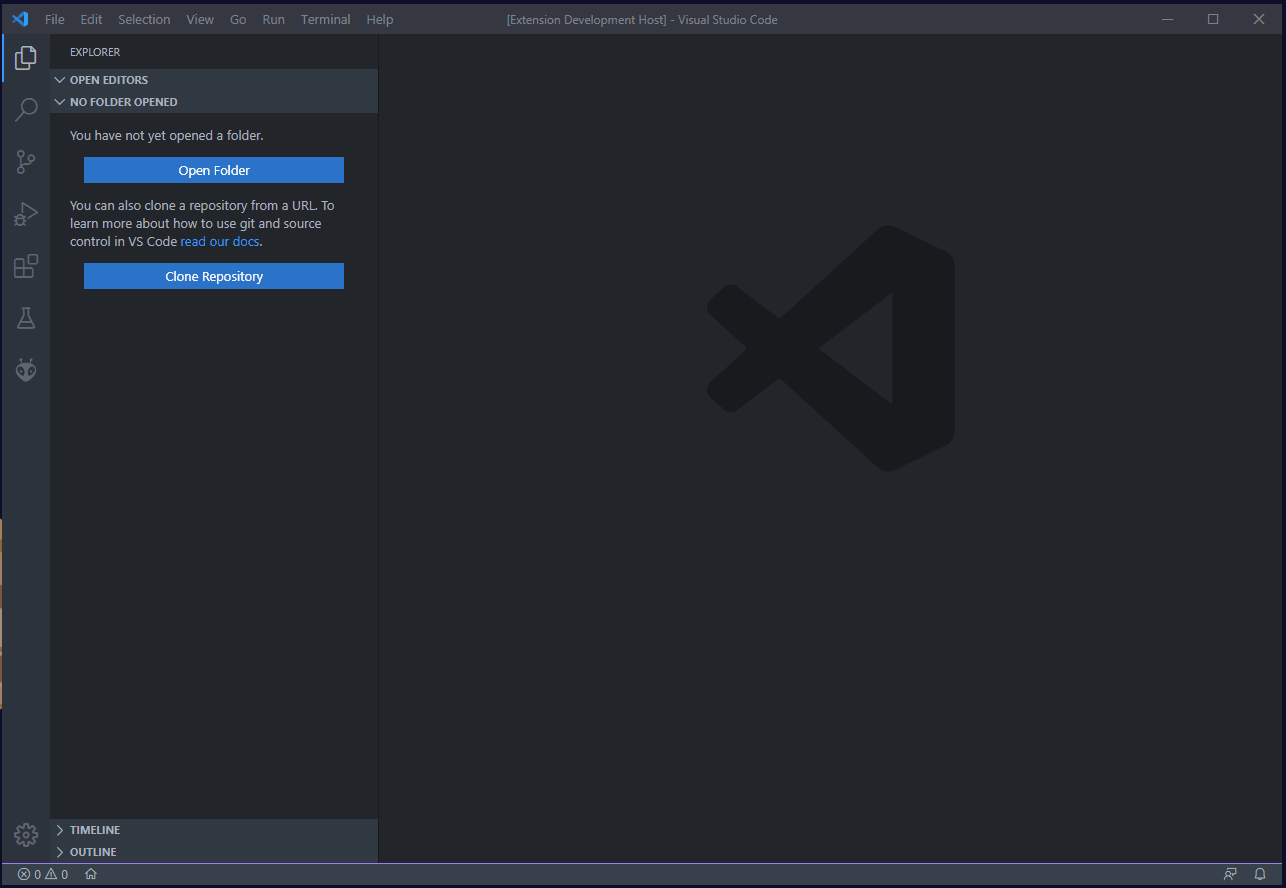 File Edit Selection View Go Run Terminal Help [Extension Development Host] - Visual Studio Code
EXPLORER
OPEN EDITORS
NO FOLDER OPENED
You have not yet opened a folder.
Open Folder
You can also clone a repository from a URL. To
learn more about how to use git and source
control in VS Code read our docs.
Clone Repository
TIMELINE
OUTLINE
0 0